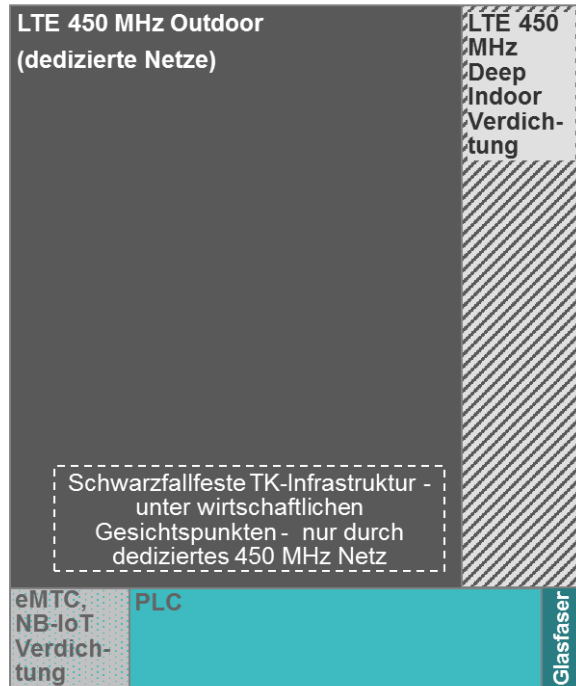 LTE 450 MHz Outdoor
(dedizierte Netze)
LTE 450
MHz
Deep
Indoor
Verdich-
tung
Schwarzfallfeste TK-Infrastruktur -
unter wirtschaftlichen
Gesichtspunkten - nur durch
dediziertes 450 MHz Netz
eMTC,
NB-IoT
Verdich-
tung
PLC
Glasfaser